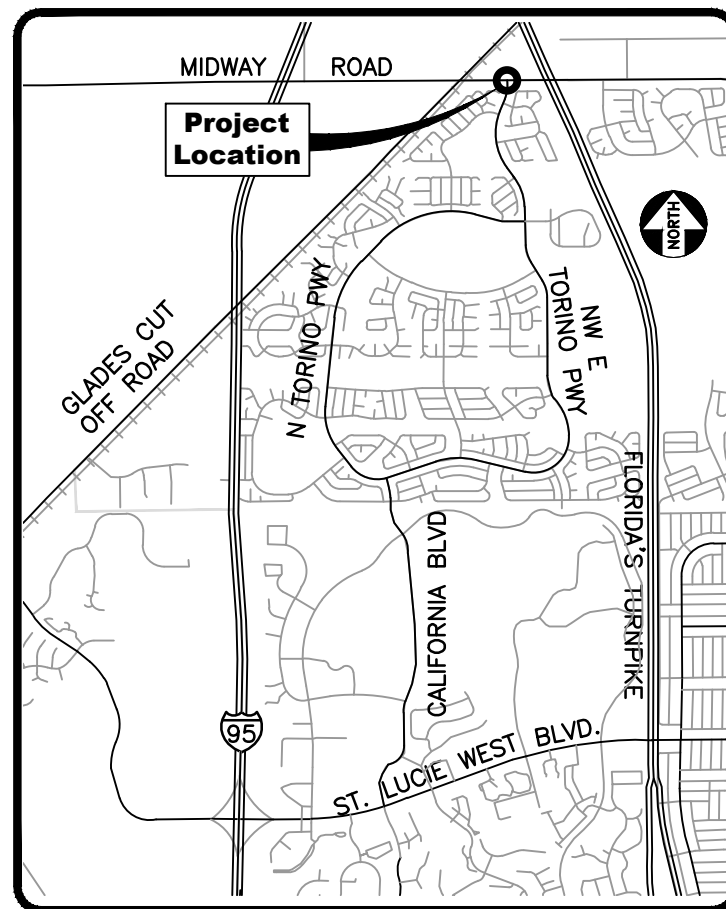 MIDWAY ROAD
Project
Location
NORTH
GLADES CUT
OFF ROAD
N TORINO PWY
NW E
TORINO PWY
FLORIDA'S TURNPIKE
CALIFORNIA BLVD
95
ST. LUCIE WEST BLVD.